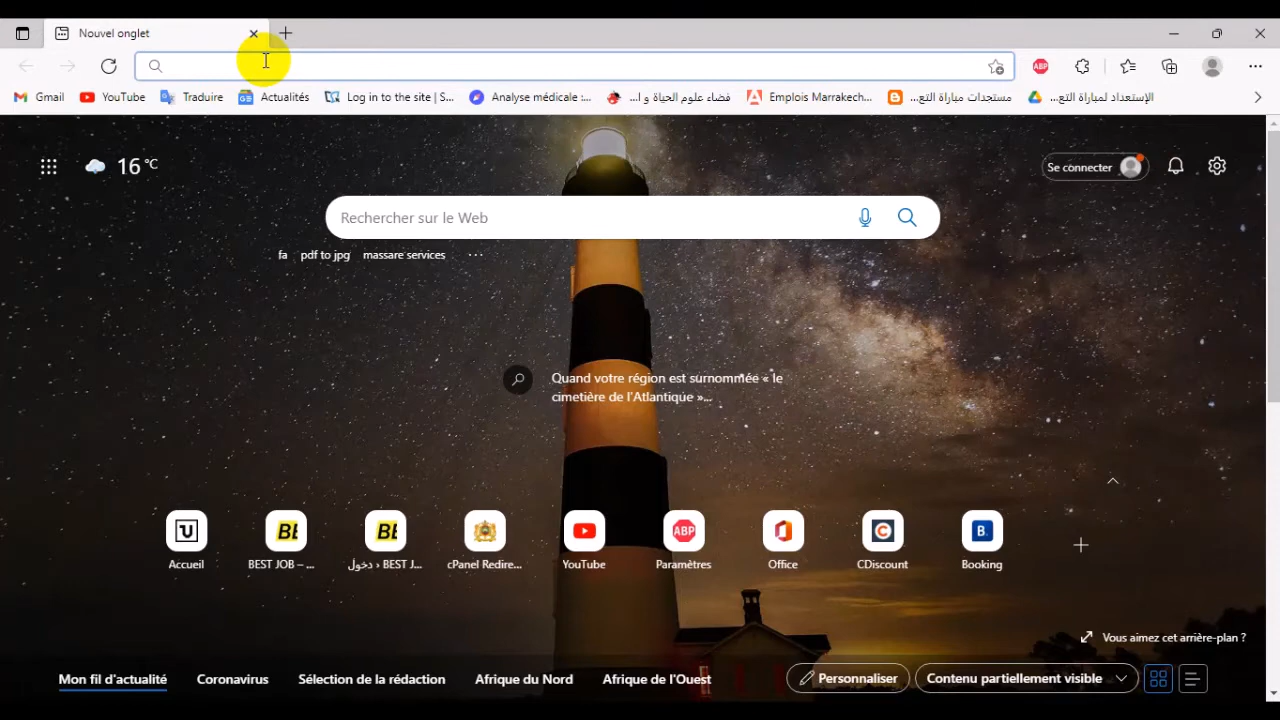 Nouvel onglet
Gmail
YouTube
Traduire
Actualités
Log in to the site | S...
Analyse médicale :...
فضاء علوم الحياة و ا...
Emplois Marrakech...
مستجدات مباراة التع...
الإستعداد لمباراة التع...
16 °C
Se connecter
Rechercher sur le Web
fa
pdf to jpg
massare services
...
Quand votre région est surnommée « le
cimetière de l'Atlantique »...
Accueil
BEST JOB – ...
دخول › BEST J...
cPanel Redire...
YouTube
Paramètres
Office
CDiscount
Booking
Vous aimez cet arrière-plan ?
Mon fil d'actualité
Coronavirus
Sélection de la rédaction
Afrique du Nord
Afrique de l'Ouest
Personnaliser
Contenu partiellement visible